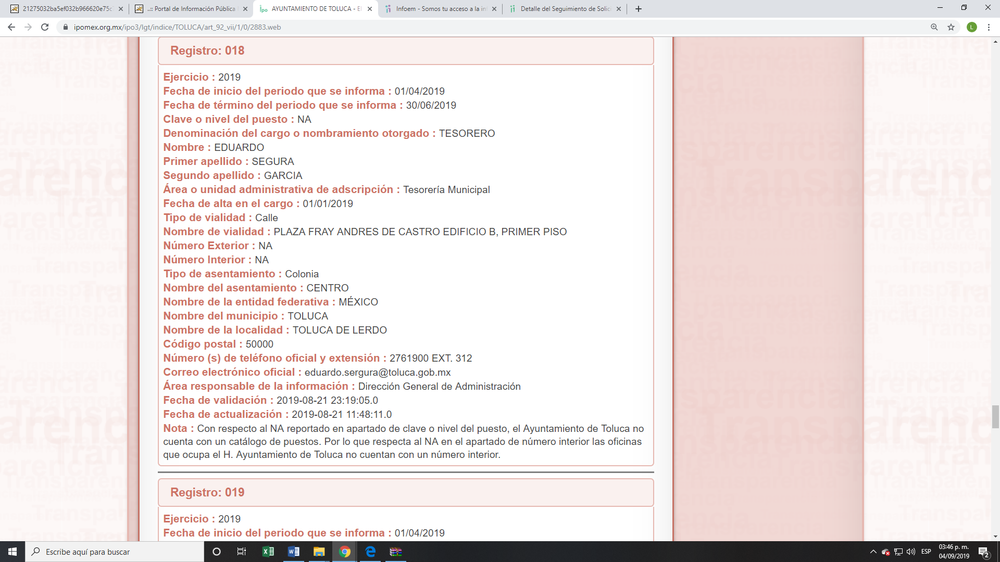 21275032ba5ef032b966620e75c
..:: Portal de Información Pública
AYUNTAMIENTO DE TOLUCA - El
Infoem - Somos tu acceso a la in
Detalle del Seguimiento de Solic
ipomex.org.mx/ipo3/lgt/indice/TOLUCA/art_92_vii/1/0/2883.web
L
Registro: 018
Ejercicio : 2019
Fecha de inicio del periodo que se informa : 01/04/2019
Fecha de término del periodo que se informa : 30/06/2019
Clave o nivel del puesto : NA
Denominación del cargo o nombramiento otorgado : TESORERO
Nombre : EDUARDO
Primer apellido : SEGURA
Segundo apellido : GARCIA
Área o unidad administrativa de adscripción : Tesorería Municipal
Fecha de alta en el cargo : 01/01/2019
Tipo de vialidad : Calle
Nombre de vialidad : PLAZA FRAY ANDRES DE CASTRO EDIFICIO B, PRIMER PISO
Número Exterior : NA
Número Interior : NA
Tipo de asentamiento : Colonia
Nombre del asentamiento : CENTRO
Nombre de la entidad federativa : MÉXICO
Nombre del municipio : TOLUCA
Nombre de la localidad : TOLUCA DE LERDO
Código postal : 50000
Número (s) de teléfono oficial y extensión : 2761900 EXT. 312
Correo electrónico oficial : eduardo.sergura@toluca.gob.mx
Área responsable de la información : Dirección General de Administración
Fecha de validación : 2019-08-21 23:19:05.0
Fecha de actualización : 2019-08-21 11:48:11.0
Nota : Con respecto al NA reportado en apartado de clave o nivel del puesto, el Ayuntamiento de Toluca no
cuenta con un catálogo de puestos. Por lo que respecta al NA en el apartado de número interior las oficinas
que ocupa el H. Ayuntamiento de Toluca no cuentan con un número interior.
Registro: 019
Ejercicio : 2019
Fecha de inicio del periodo que se informa : 01/04/2019
Escribe aquí para buscar
ESP
03:46 p. m.
04/09/2019
2